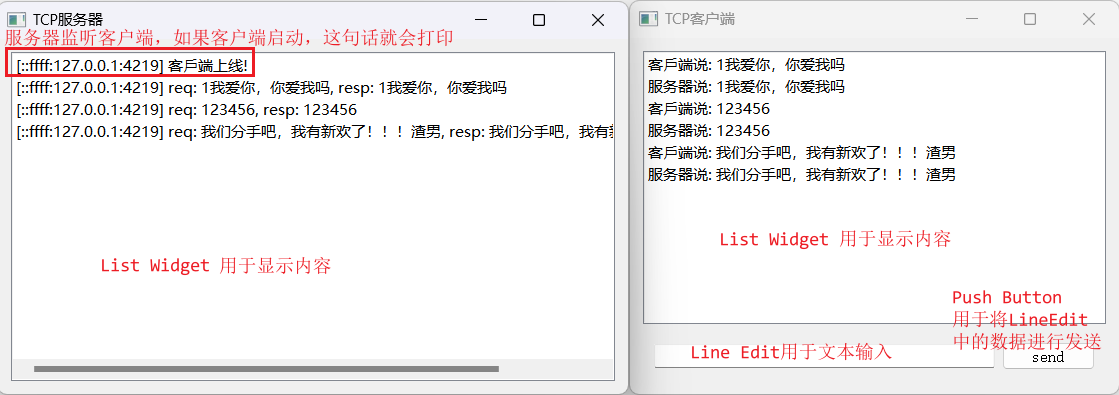 TCP服务器
服务器监听客户端，如果客户端启动，这句话就会打印
[::ffff:127.0.0.1:4219] 客戶端上线!
[::ffff:127.0.0.1:4219] req: 1我爱你，你爱我吗, resp: 1我爱你，你爱我吗
[::ffff:127.0.0.1:4219] req: 123456, resp: 123456
[::ffff:127.0.0.1:4219] req: 我们分手吧，我有新欢了！！！渣男, resp: 我们分手吧，我有新
List Widget 用于显示内容
TCP客户端
客戶端说: 1我爱你，你爱我吗
服务器说: 1我爱你，你爱我吗
客戶端说: 123456
服务器说: 123456
客戶端说: 我们分手吧，我有新欢了！！！渣男
服务器说: 我们分手吧，我有新欢了！！！渣男
List Widget 用于显示内容
Push Button
用于将LineEdit
中的数据进行发送
Line Edit用于文本输入
send